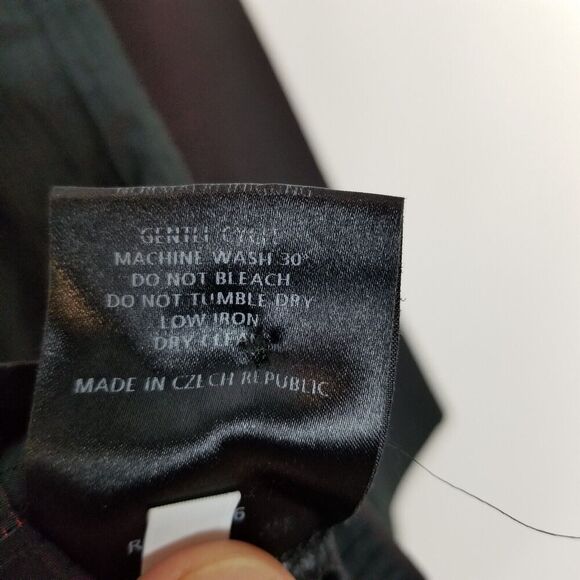 GENTLE CYCLE
MACHINE WASH 30°
DO NOT BLEACH
DO NOT TUMBLE DRY
LOW IRON
DRY CLEAN
MADE IN CZECH REPUBLIC